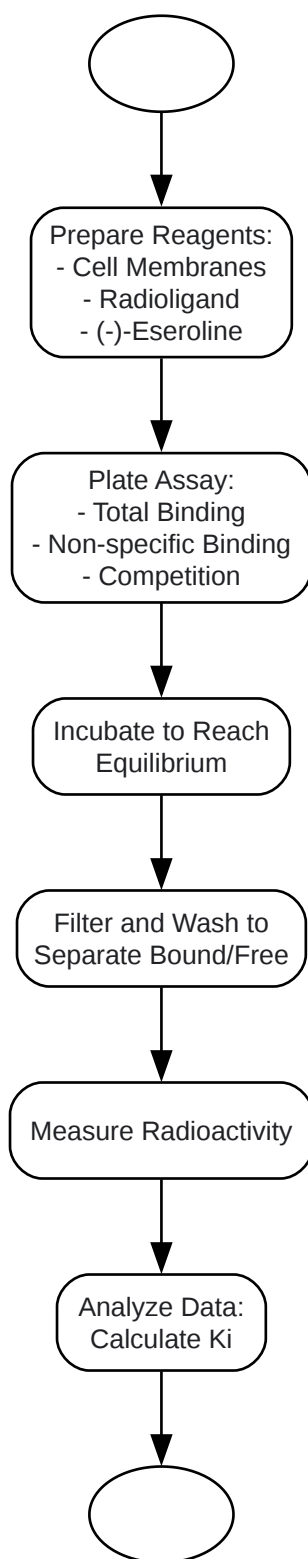 Prepare Reagents:
- Cell Membranes
- Radioligand
- (-)-Eseroline
Plate Assay:
- Total Binding
- Non-specific Binding
- Competition
Incubate to Reach
Equilibrium
Filter and Wash to
Separate Bound/Free
Measure Radioactivity
Analyze Data:
Calculate Ki